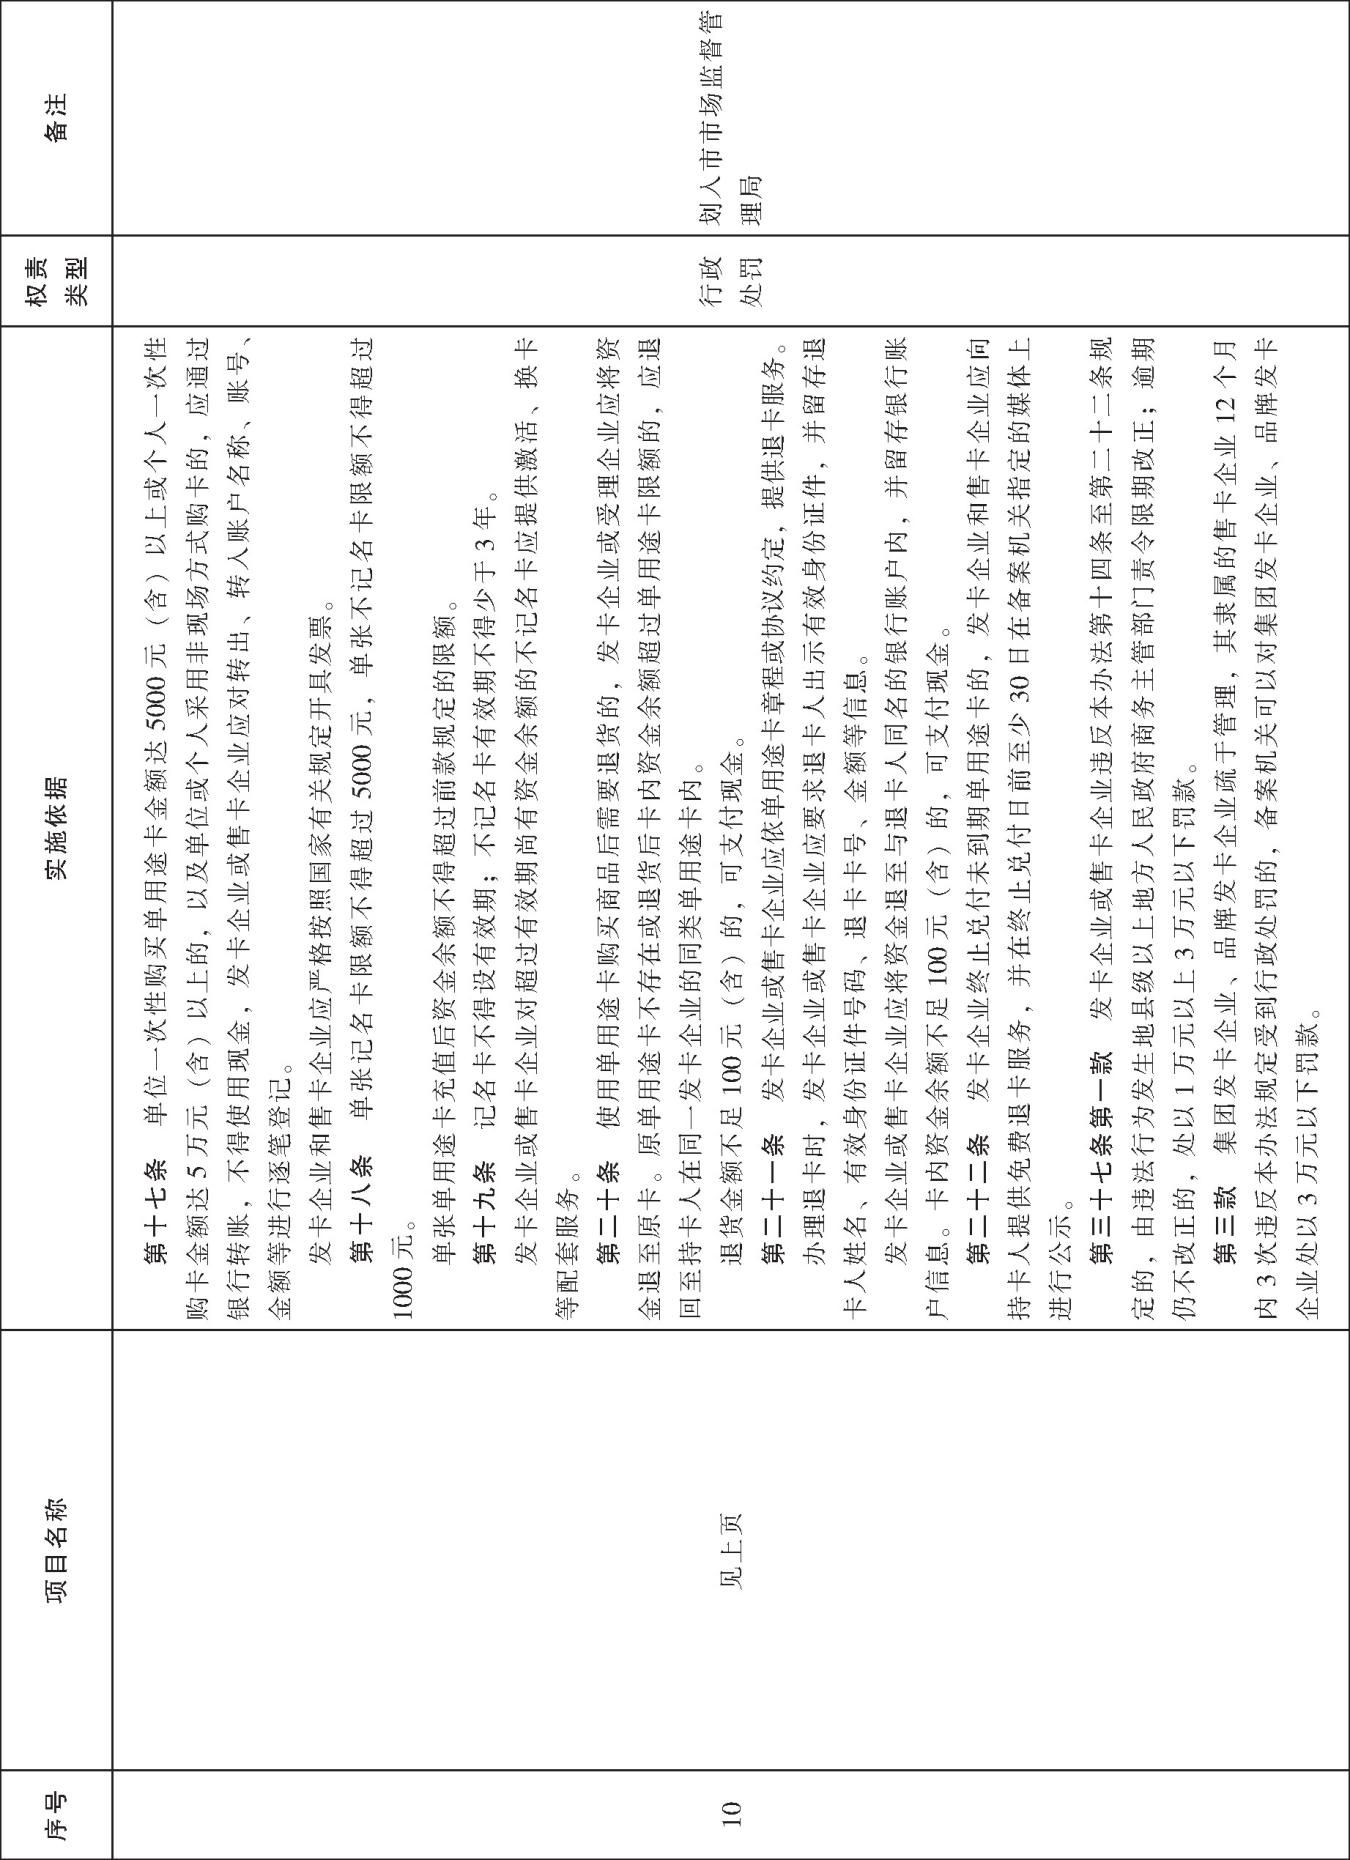 序号
项目名称
实施依据
权责
类型
备注
10
见上页
第十七条　单位一次性购买单用途卡金额达 5000 元（含）以上或个人一次性
购卡金额达 5 万元（含）以上的，以及单位或个人采用非现场方式购卡的，应通过
银行转账，不得使用现金，发卡企业或售卡企业应对转出、转入账户名称、账号、
金额等进行逐笔登记。
发卡企业和售卡企业应严格按照国家有关规定开具发票。
第十八条　单张记名卡限额不得超过 5000 元，单张不记名卡限额不得超过
1000 元。
单张单用途卡充值后资金余额不得超过前款规定的限额。
第十九条　记名卡不得设有效期；不记名卡有效期不得少于 3 年。
发卡企业或售卡企业对超过有效期尚有资金余额的不记名卡应提供激活、换卡
等配套服务。
第二十条　使用单用途卡购买商品后需要退货的，发卡企业或受理企业应将资
金退至原卡。原单用途卡不存在或退货后卡内资金余额超过单用途卡限额的，应退
回至持卡人在同一发卡企业的同类单用途卡内。
退货金额不足 100 元（含）的，可支付现金。
第二十一条　发卡企业或售卡企业应依单用途卡章程或协议约定，提供退卡服务。
办理退卡时，发卡企业或售卡企业应要求退卡人出示有效身份证件，并留存退
卡人姓名、有效身份证件号码、退卡卡号、金额等信息。
发卡企业或售卡企业应将资金退至与退卡人同名的银行账户内，并留存银行账
户信息。卡内资金余额不足 100 元（含）的，可支付现金。
第二十二条　发卡企业终止兑付未到期单用途卡的，发卡企业和售卡企业应向
持卡人提供免费退卡服务，并在终止兑付日前至少 30 日在备案机关指定的媒体上
进行公示。
第三十七条第一款　发卡企业或售卡企业违反本办法第十四条至第二十二条规
定的，由违法行为发生地县级以上地方人民政府商务主管部门责令限期改正；逾期
仍不改正的，处以 1 万元以上 3 万元以下罚款。
第三款　集团发卡企业、品牌发卡企业疏于管理，其隶属的售卡企业 12 个月
内 3 次违反本办法规定受到行政处罚的，备案机关可以对集团发卡企业、品牌发卡
企业处以 3 万元以下罚款。
行政
处罚
划入市市场监督管
理局